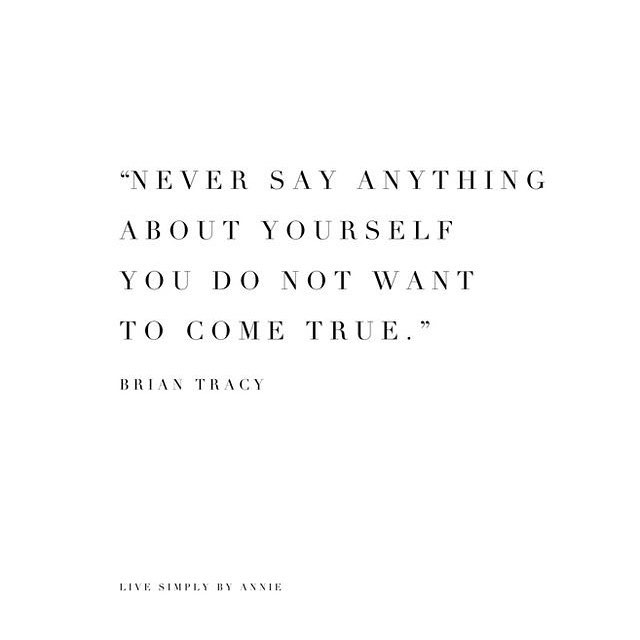 “NEVER SAY ANYTHING
ABOUT YOURSELF
YOU DO NOT WANT
TO COME TRUE.”
BRIAN TRACY
LIVE SIMPLY BY ANNIE